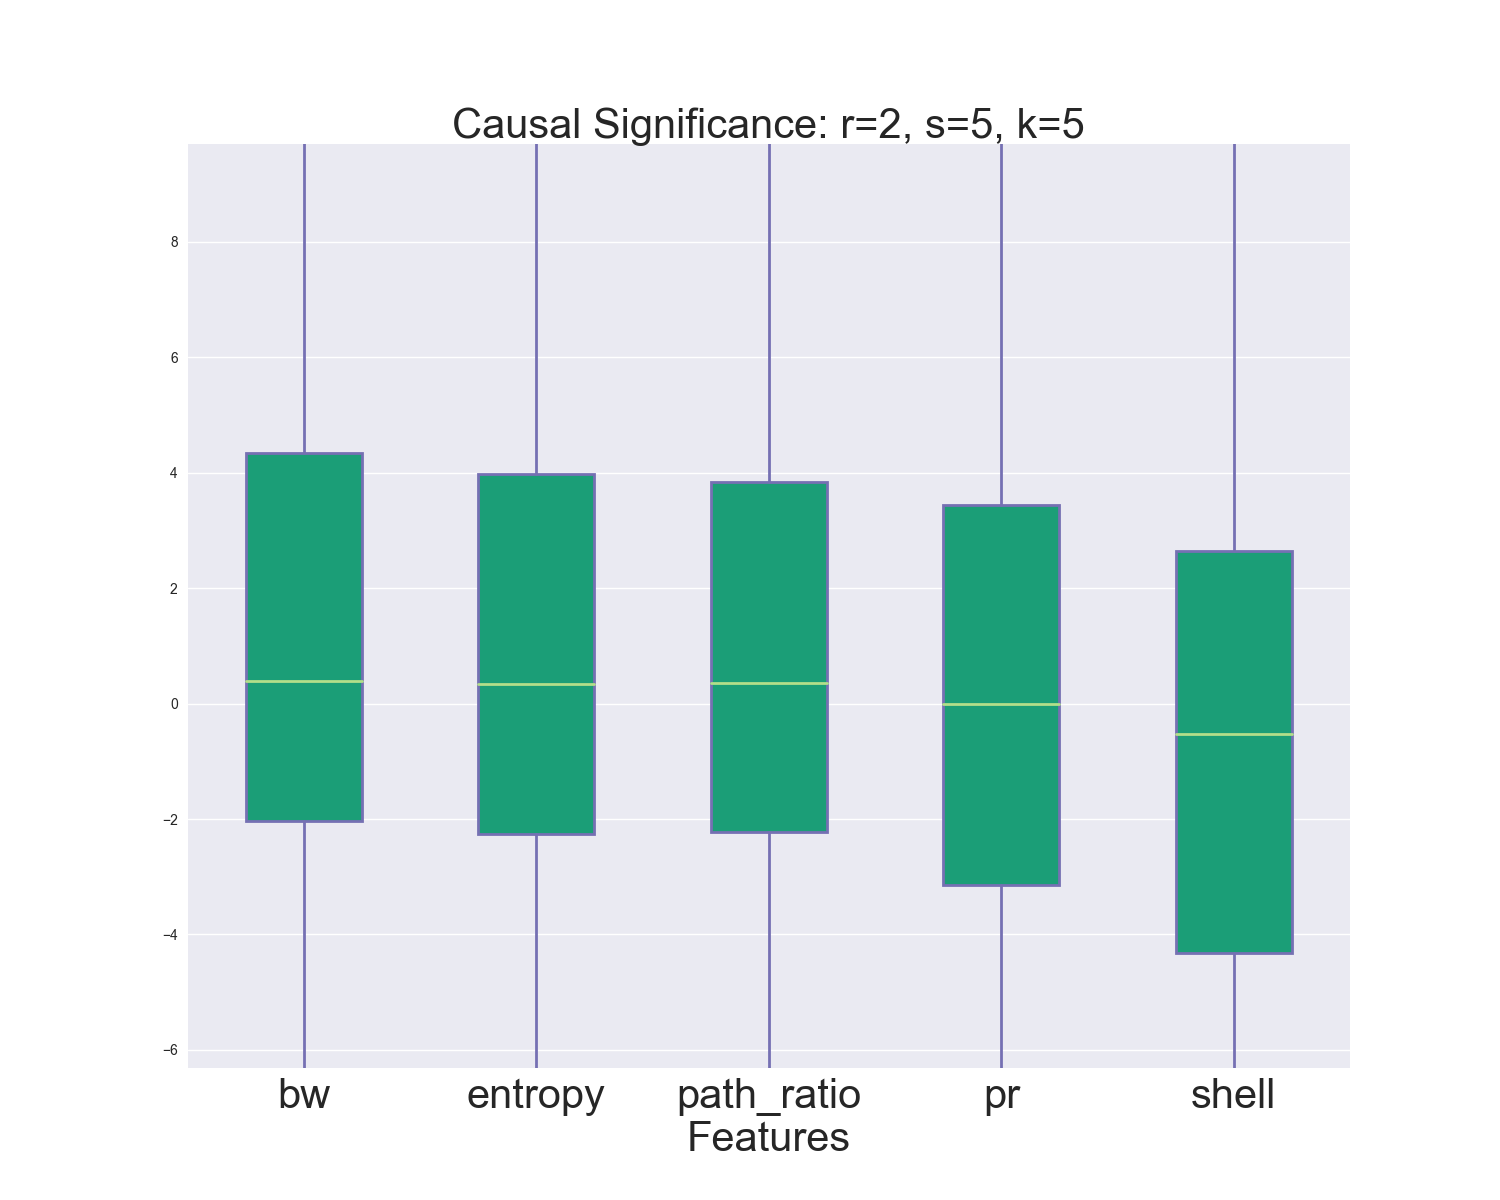 Causal Significance: r=2, s=5, k=5
8
6
4
2
0
−2
−4
−6
bw entropy path_ratio pr shell
Features